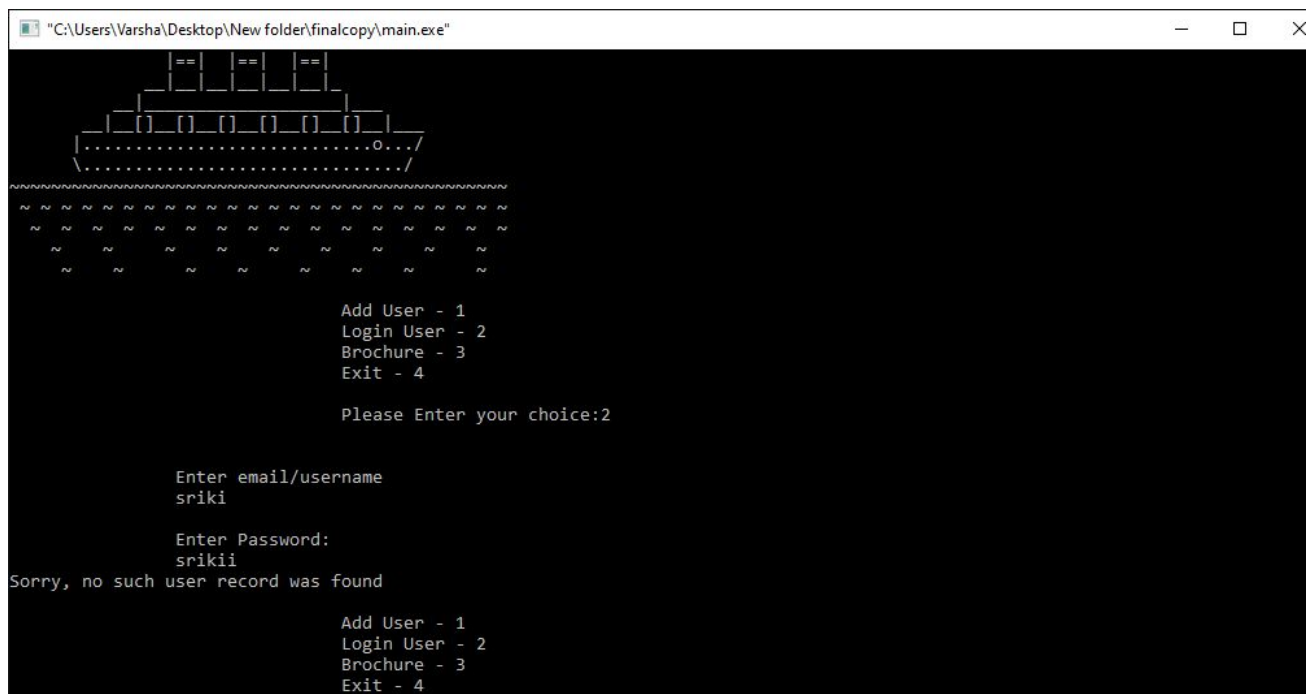 "C:\Users\Varsha\Desktop\New folder\finalcopy\main.exe"
Add User - 1
Login User - 2
Brochure - 3
Exit - 4
Please Enter your choice:2
Enter email/username
sriki
Enter Password:
srikii
Sorry, no such user record was found
Add User - 1
Login User - 2
Brochure - 3
Exit - 4